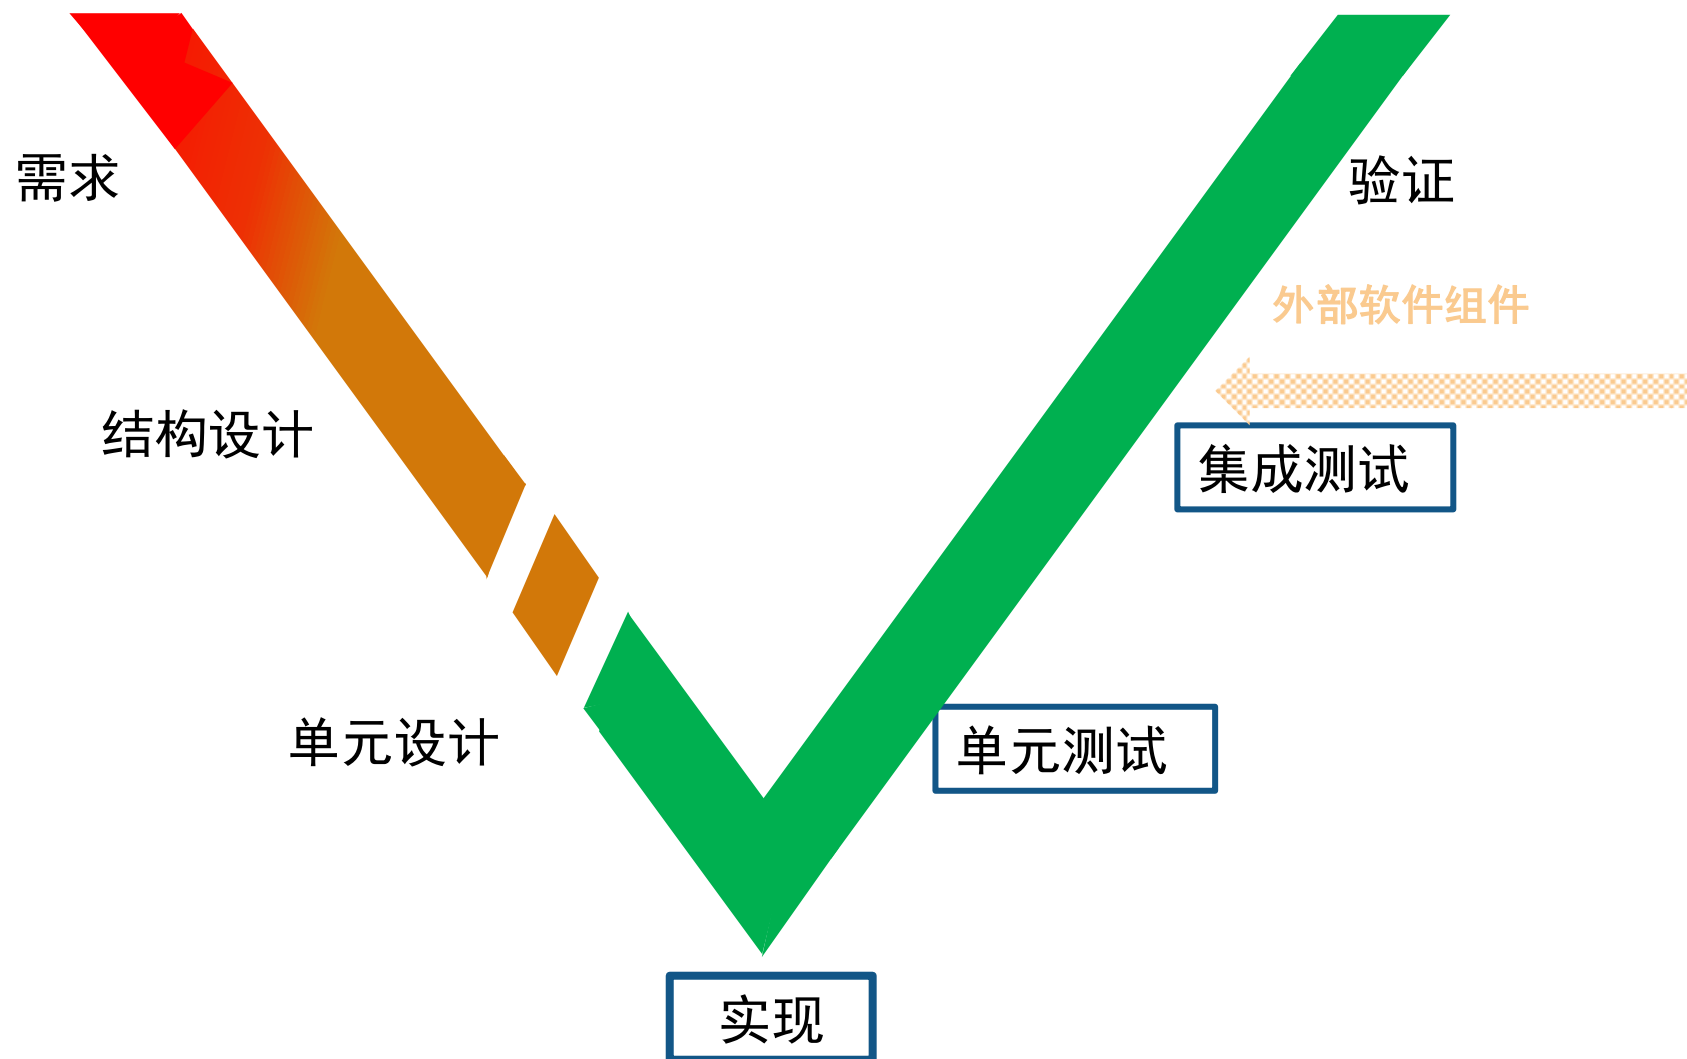 需求
验证
外部软件组件
结构设计
集成测试
单元设计
单元测试
实现